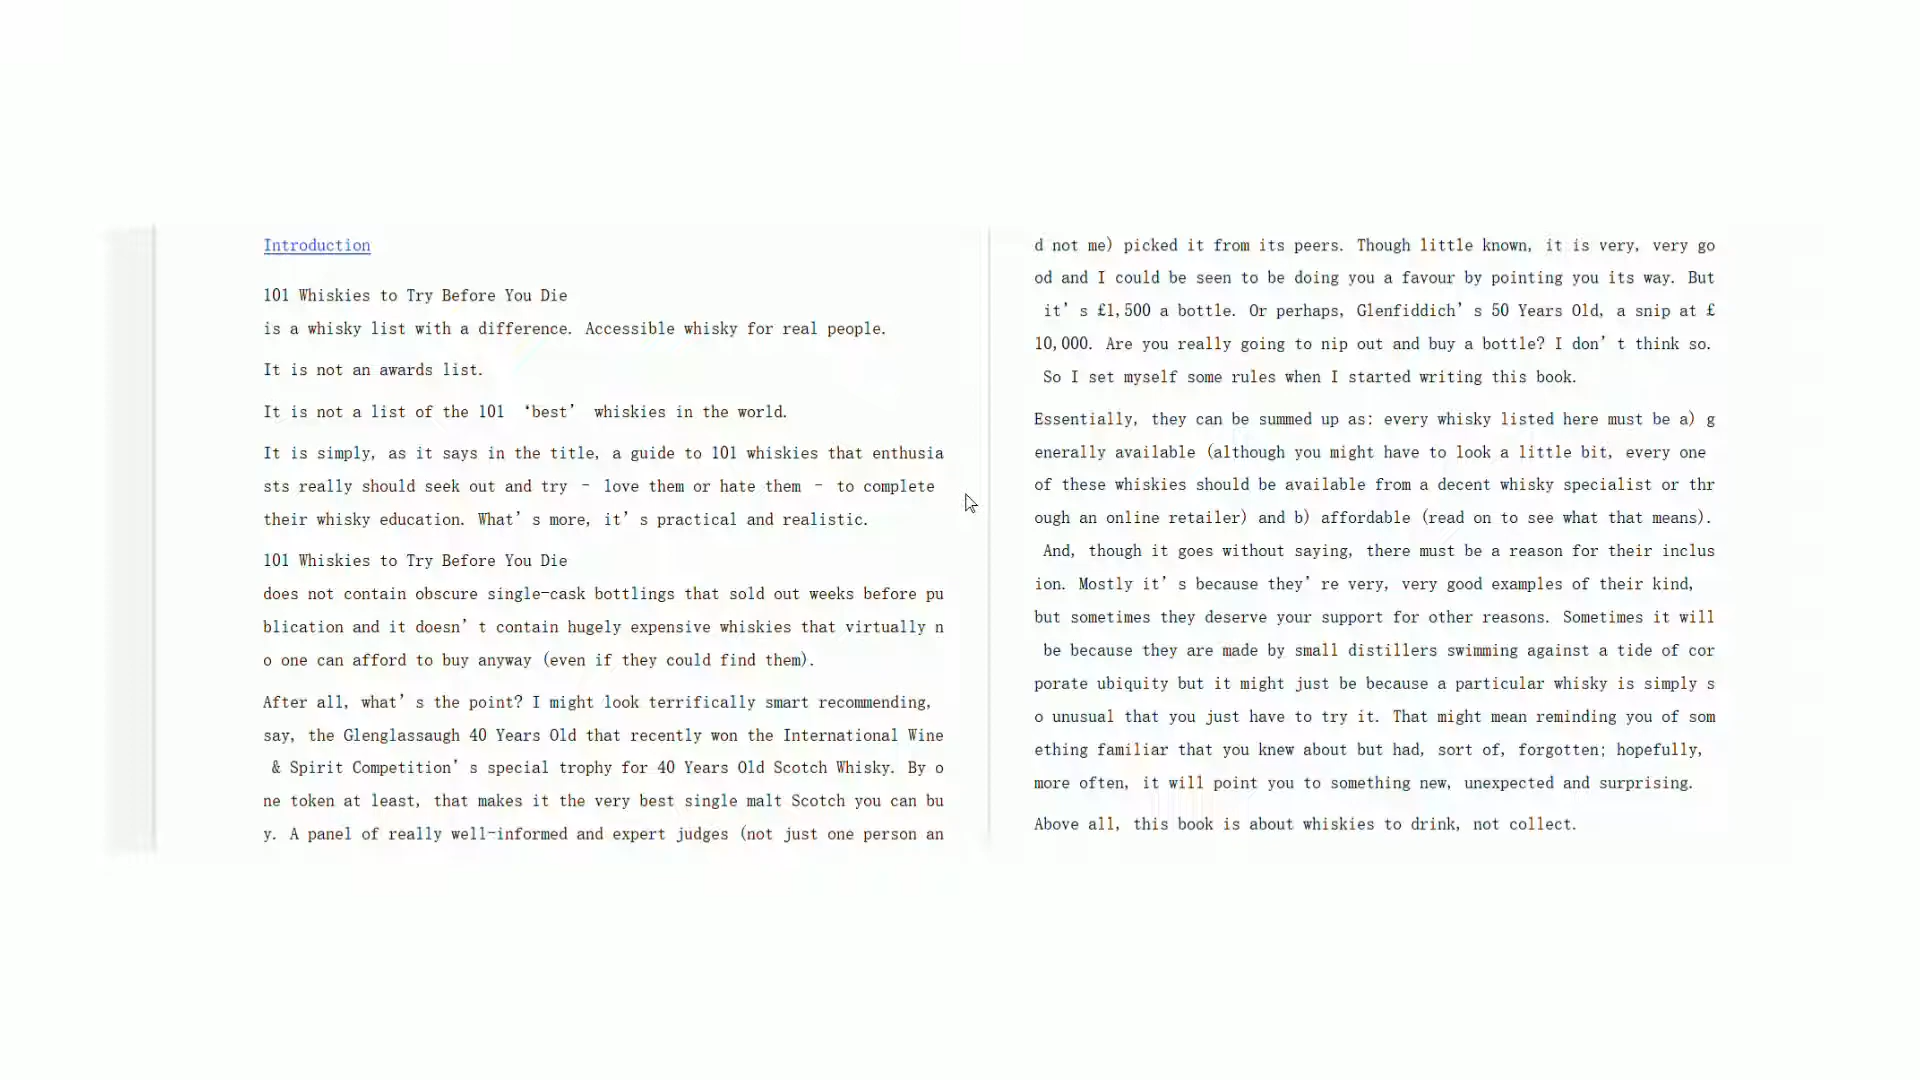 Introduction
101 Whiskies to Try Before You Die
is a whisky list with a difference. Accessible whisky for real people.
It is not an awards list.
It is not a list of the 101 ‘best’ whiskies in the world.
It is simply, as it says in the title, a guide to 101 whiskies that enthusia
sts really should seek out and try – love them or hate them – to complete
their whisky education. What’s more, it’s practical and realistic.
101 Whiskies to Try Before You Die
does not contain obscure single-cask bottlings that sold out weeks before pu
blication and it doesn’t contain hugely expensive whiskies that virtually n
o one can afford to buy anyway (even if they could find them).
After all, what’s the point? I might look terrifically smart recommending,
say, the Glenglassaugh 40 Years Old that recently won the International Wine
& Spirit Competition’s special trophy for 40 Years Old Scotch Whisky. By o
ne token at least, that makes it the very best single malt Scotch you can bu
y. A panel of really well-informed and expert judges (not just one person an
d not me) picked it from its peers. Though little known, it is very, very go
od and I could be seen to be doing you a favour by pointing you its way. But
it’s £1,500 a bottle. Or perhaps, Glenfiddich’s 50 Years Old, a snip at £
10,000. Are you really going to nip out and buy a bottle? I don’t think so.
So I set myself some rules when I started writing this book.
Essentially, they can be summed up as: every whisky listed here must be a) g
enerally available (although you might have to look a little bit, every one
of these whiskies should be available from a decent whisky specialist or thr
ough an online retailer) and b) affordable (read on to see what that means).
And, though it goes without saying, there must be a reason for their inclus
ion. Mostly it’s because they’re very, very good examples of their kind,
but sometimes they deserve your support for other reasons. Sometimes it will
be because they are made by small distillers swimming against a tide of cor
porate ubiquity but it might just be because a particular whisky is simply s
o unusual that you just have to try it. That might mean reminding you of som
ething familiar that you knew about but had, sort of, forgotten; hopefully,
more often, it will point you to something new, unexpected and surprising.
Above all, this book is about whiskies to drink, not collect.